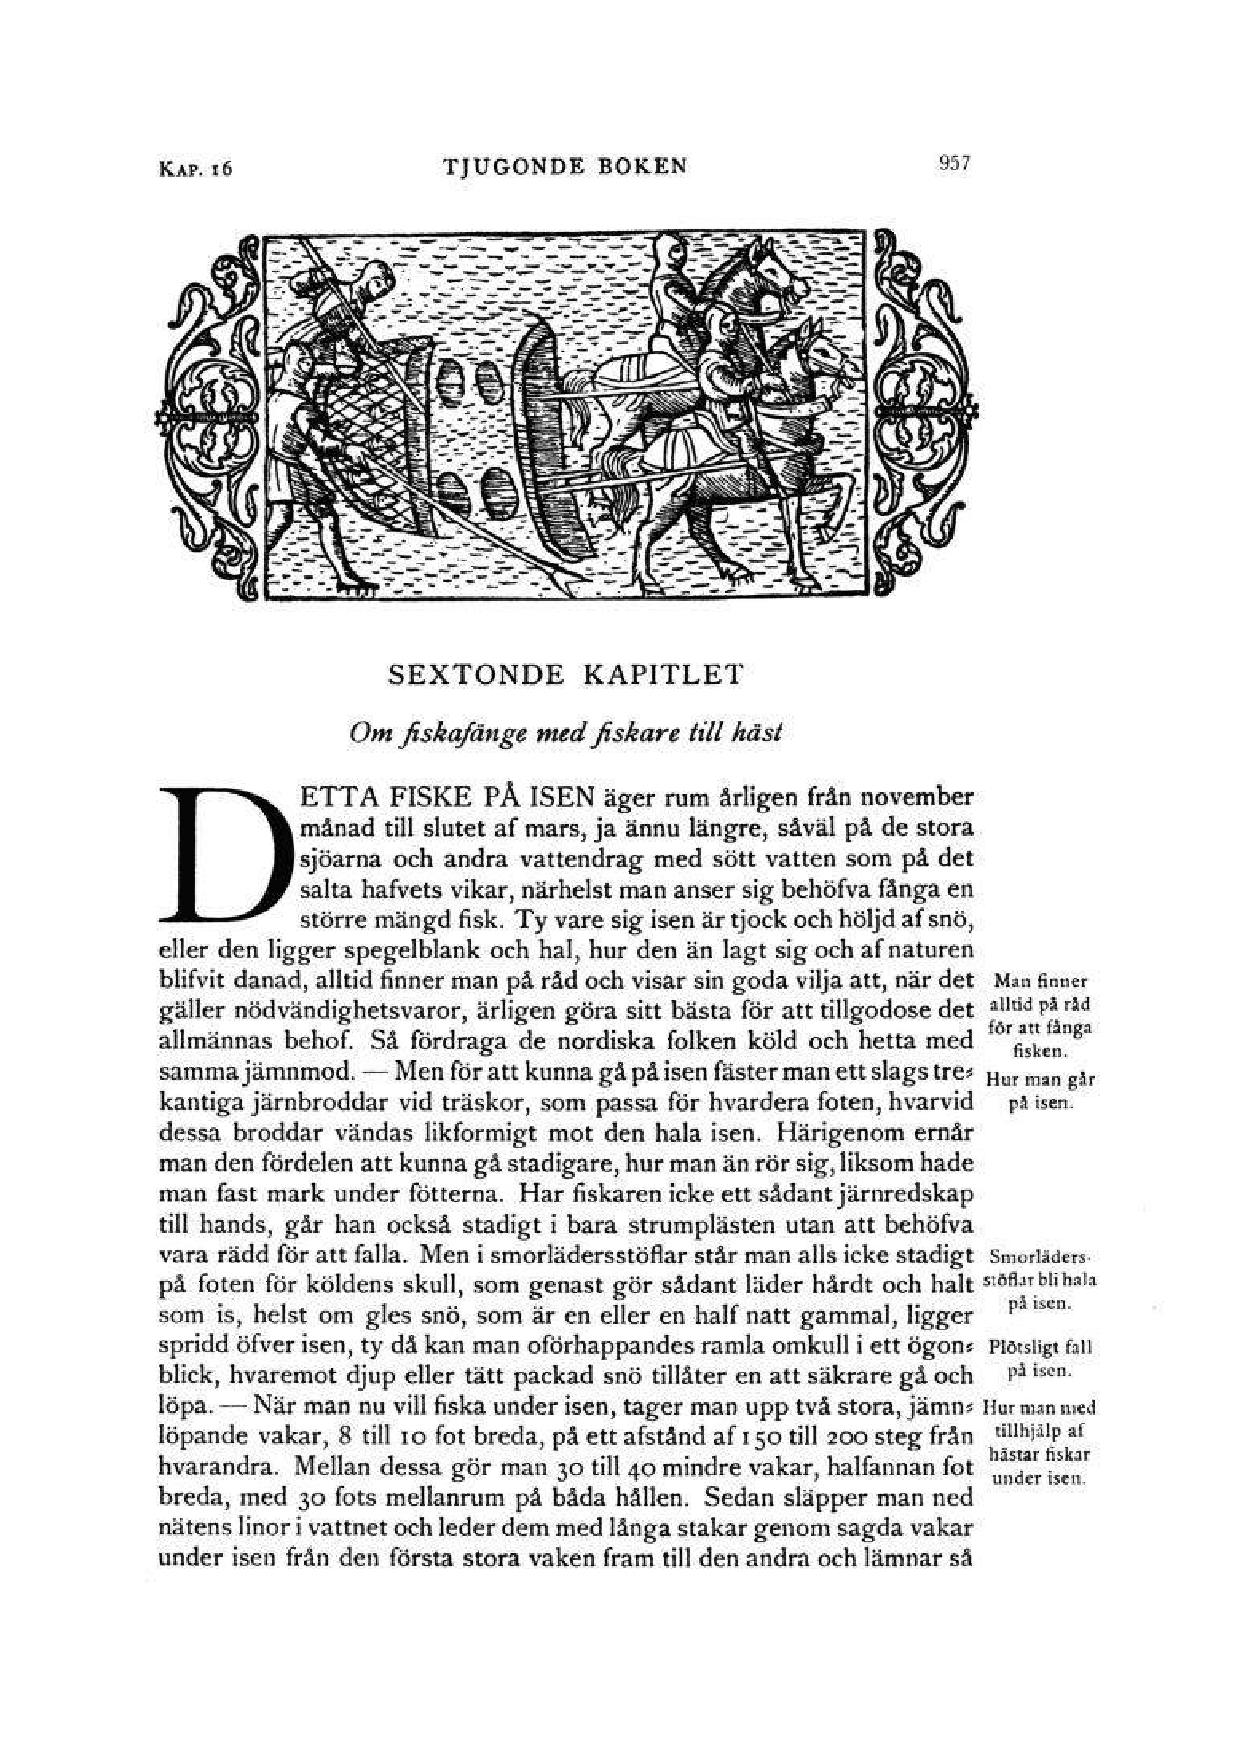 KAP. 16
TJUGONDE BOKEN
957
SEXTONDE KAPITLET
Om fiskafänge med fiskare till häst
DETTA FISKE PÅ ISEN äger rum årligen från november
månad till slutet af mars, ja ännu längre, såväl på de stora
sjöarna och andra vattendrag med sött vatten som på det
salta hafvets vikar, närhelst man anser sig behöfva fånga en
större mängd fisk. Ty vare sig isen är tjock och höljd af snö,
eller den ligger spegelblank och hal, hur den än lagt sig och af naturen
blifvit danad, alltid finner man på råd och visar sin goda vilja att, när det
gäller nödvändighetsvaror, ärligen göra sitt bästa för att tillgodose det
allmännas behof. Så fördraga de nordiska folken köld och hetta med
samma jämnmod. — Men för att kunna gå på isen fäster man ett slags tre⸗
kantiga järnbroddar vid träskor, som passa för hvardera foten, hvarvid
dessa broddar vändas likformigt mot den hala isen. Härigenom ernår
man den fördelen att kunna gå stadigare, hur man än rör sig, liksom hade
man fast mark under fötterna. Har fiskaren icke ett sådant järnredskap
till hands, går han också stadigt i bara strumplästen utan att behöfva
vara rädd för att falla. Men i smorlädersstöflar står man alls icke stadigt
på foten för köldens skull, som genast gör sådant läder hårdt och halt
som is, helst om gles snö, som är en eller en half natt gammal, ligger
spridd öfver isen, ty då kan man oförhappandes ramla omkull i ett ögon⸗
blick, hvaremot djup eller tätt packad snö tillåter en att säkrare gå och
löpa. — När man nu vill fiska under isen, tager man upp två stora, jämn⸗
löpande vakar, 8 till 10 fot breda, på ett afstånd af 150 till 200 steg från
hvarandra. Mellan dessa gör man 30 till 40 mindre vakar, halfannan fot
breda, med 30 fots mellanrum på båda hållen. Sedan släpper man ned
nätens linor i vattnet och leder dem med långa stakar genom sagda vakar
under isen från den första stora vaken fram till den andra och lämnar så
Man finner
alltid på råd
för att fånga
fisken.
Hur man går
på isen.
Smorläders-
stöflar bli hala
på isen.
Plötsligt fall
på isen.
Hur man med
tillhjälp af
hästar fiskar
under isen.